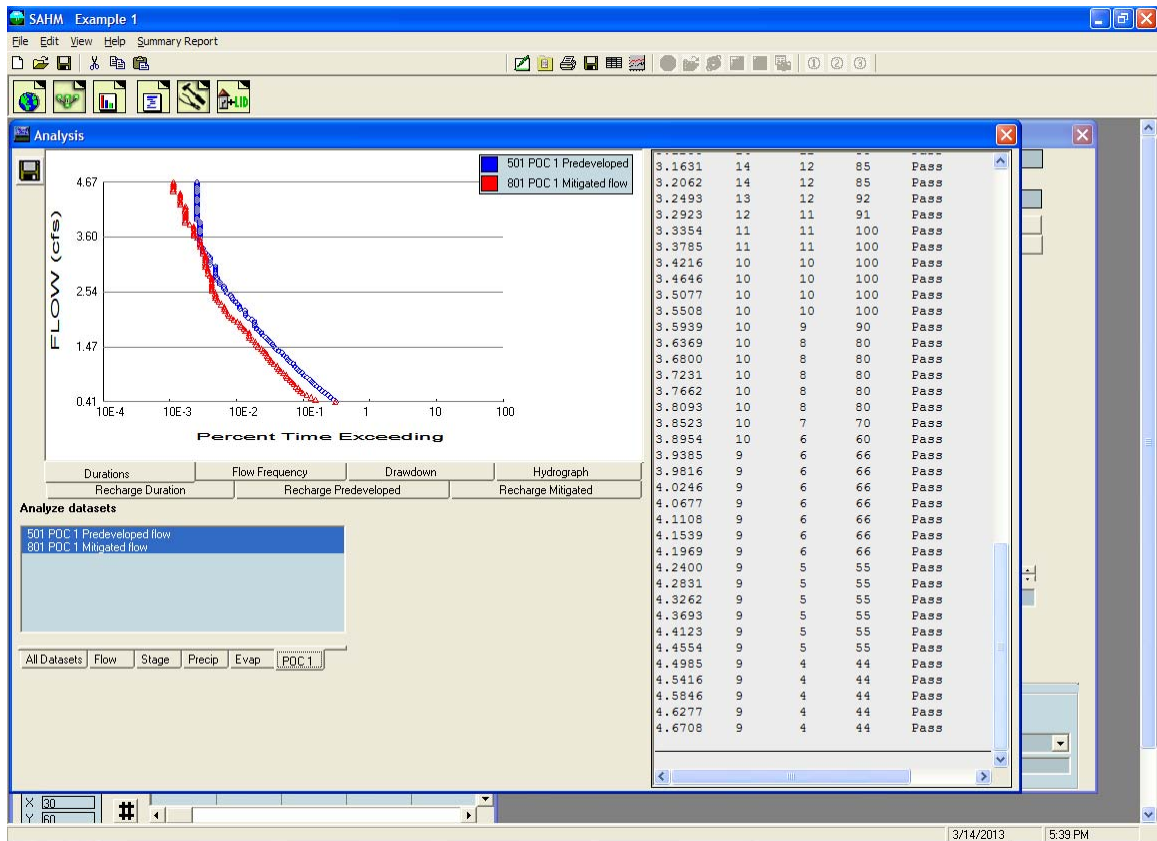 SAHM Example 1
File Edit View Help Summary Report
Analysis
501 POC 1 Predeveloped
801 POC 1 Mitigated flow
FLOW (cfs)
4.67
3.60
2.54
1.47
0.41
10E-4 10E-3 10E-2 10E-1 1 10 100
Percent Time Exceeding
Durations Flow Frequency Drawdown Hydrograph
Recharge Duration Recharge Predeveloped Recharge Mitigated
Analyze datasets
501 POC 1 Predeveloped flow
801 POC 1 Mitigated flow
All Datasets Flow Stage Precip Evap POC 1
3.1631 14 12 85 Pass
3.2062 14 12 85 Pass
3.2493 13 12 92 Pass
3.2923 12 11 91 Pass
3.3354 11 11 100 Pass
3.3785 11 11 100 Pass
3.4216 10 10 100 Pass
3.4646 10 10 100 Pass
3.5077 10 10 100 Pass
3.5508 10 10 100 Pass
3.5939 10 9 90 Pass
3.6369 10 8 80 Pass
3.6800 10 8 80 Pass
3.7231 10 8 80 Pass
3.7662 10 8 80 Pass
3.8093 10 8 80 Pass
3.8523 10 7 70 Pass
3.8954 10 6 60 Pass
3.9385 9 6 66 Pass
3.9816 9 6 66 Pass
4.0246 9 6 66 Pass
4.0677 9 6 66 Pass
4.1108 9 6 66 Pass
4.1539 9 6 66 Pass
4.1969 9 6 66 Pass
4.2400 9 5 55 Pass
4.2831 9 5 55 Pass
4.3262 9 5 55 Pass
4.3693 9 5 55 Pass
4.4123 9 5 55 Pass
4.4554 9 5 55 Pass
4.4985 9 4 44 Pass
4.5416 9 4 44 Pass
4.5846 9 4 44 Pass
4.6277 9 4 44 Pass
4.6708 9 4 44 Pass
X 30
Y 60
#
3/14/2013 5:39 PM